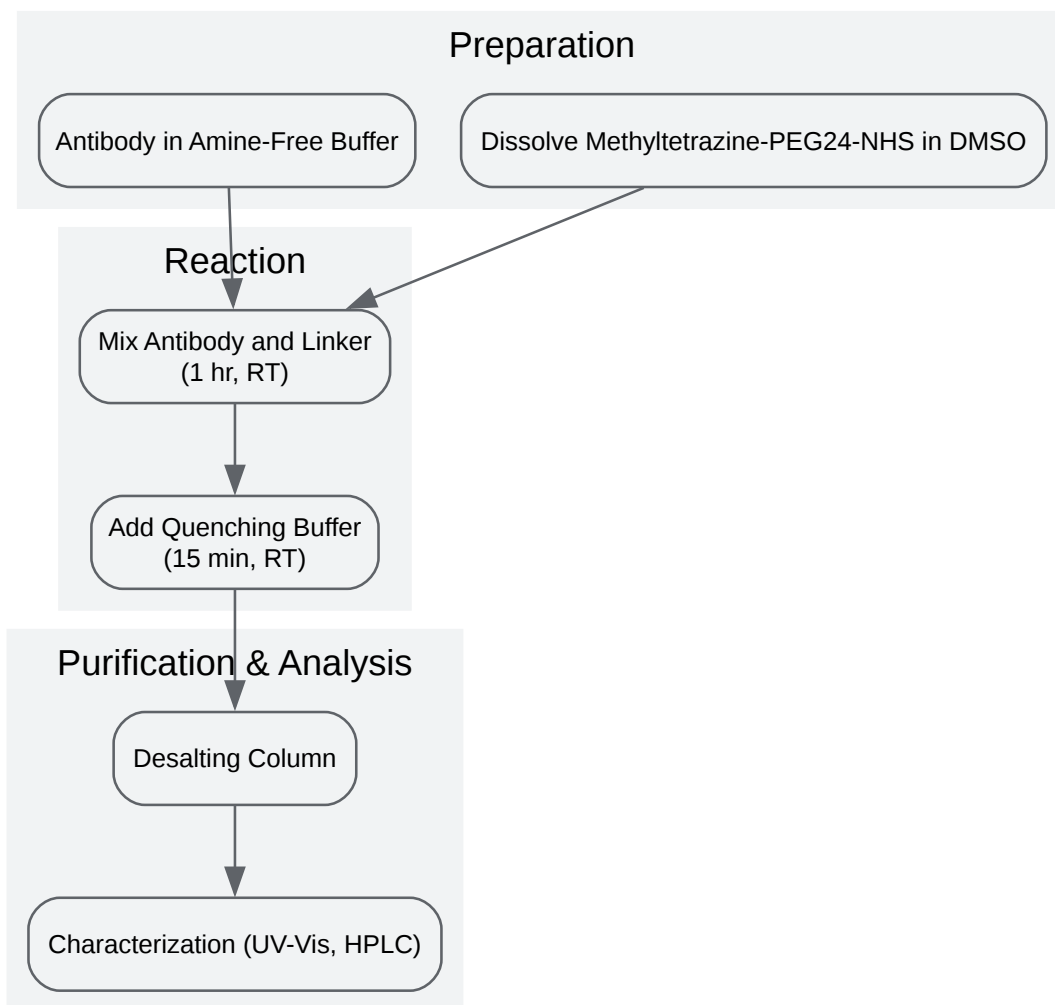 Preparation
Antibody in Amine-Free Buffer
Dissolve Methyltetrazine-PEG24-NHS in DMSO
Reaction
Mix Antibody and Linker
(1 hr, RT)
Add Quenching Buffer
(15 min, RT)
Purification & Analysis
Desalting Column
Characterization (UV-Vis, HPLC)